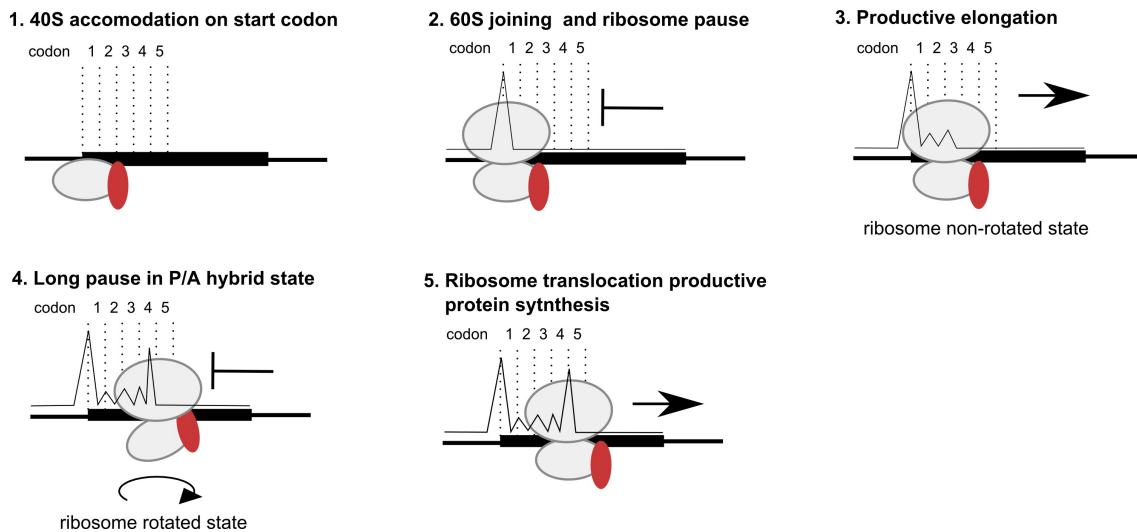 1. 40S accomodation on start codon
codon 1 2 3 4 5
2. 60S joining and ribosome pause
codon 1 2 3 4 5
3. Productive elongation
codon 1 2 3 4 5
ribosome non-rotated state
4. Long pause in P/A hybrid state
codon 1 2 3 4 5
ribosome rotated state
5. Ribosome translocation productive
protein sytnthesis
codon 1 2 3 4 5